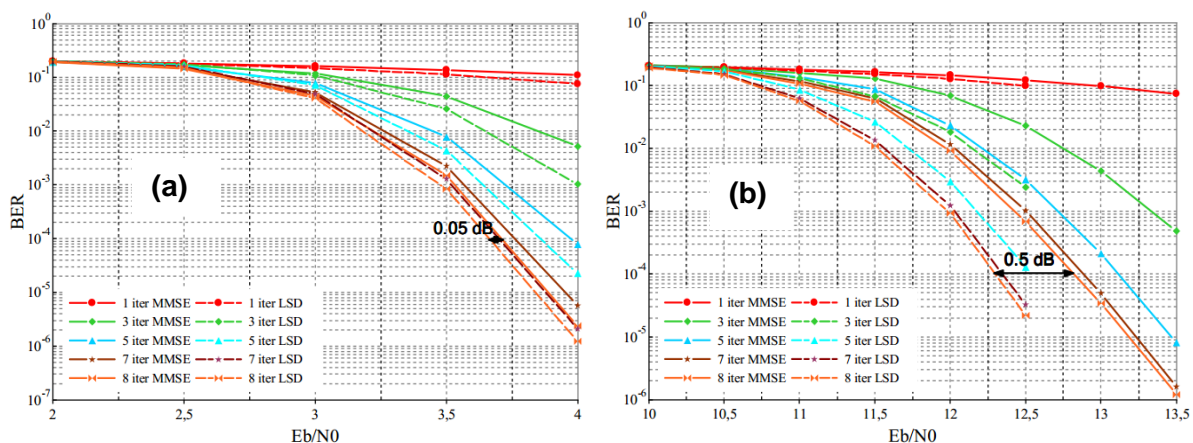 10^0
10^-1
10^-2
10^-3
10^-4
10^-5
10^-6
10^-7
BER
(a)
0.05 dB
1 iter MMSE 1 iter LSD
3 iter MMSE 3 iter LSD
5 iter MMSE 5 iter LSD
7 iter MMSE 7 iter LSD
8 iter MMSE 8 iter LSD
2 2,5 3 3,5 4
Eb/N0
10^0
10^-1
10^-2
10^-3
10^-4
10^-5
10^-6
BER
(b)
0.5 dB
1 iter MMSE 1 iter LSD
3 iter MMSE 3 iter LSD
5 iter MMSE 5 iter LSD
7 iter MMSE 7 iter LSD
8 iter MMSE 8 iter LSD
10 10,5 11 11,5 12 12,5 13 13,5
Eb/N0